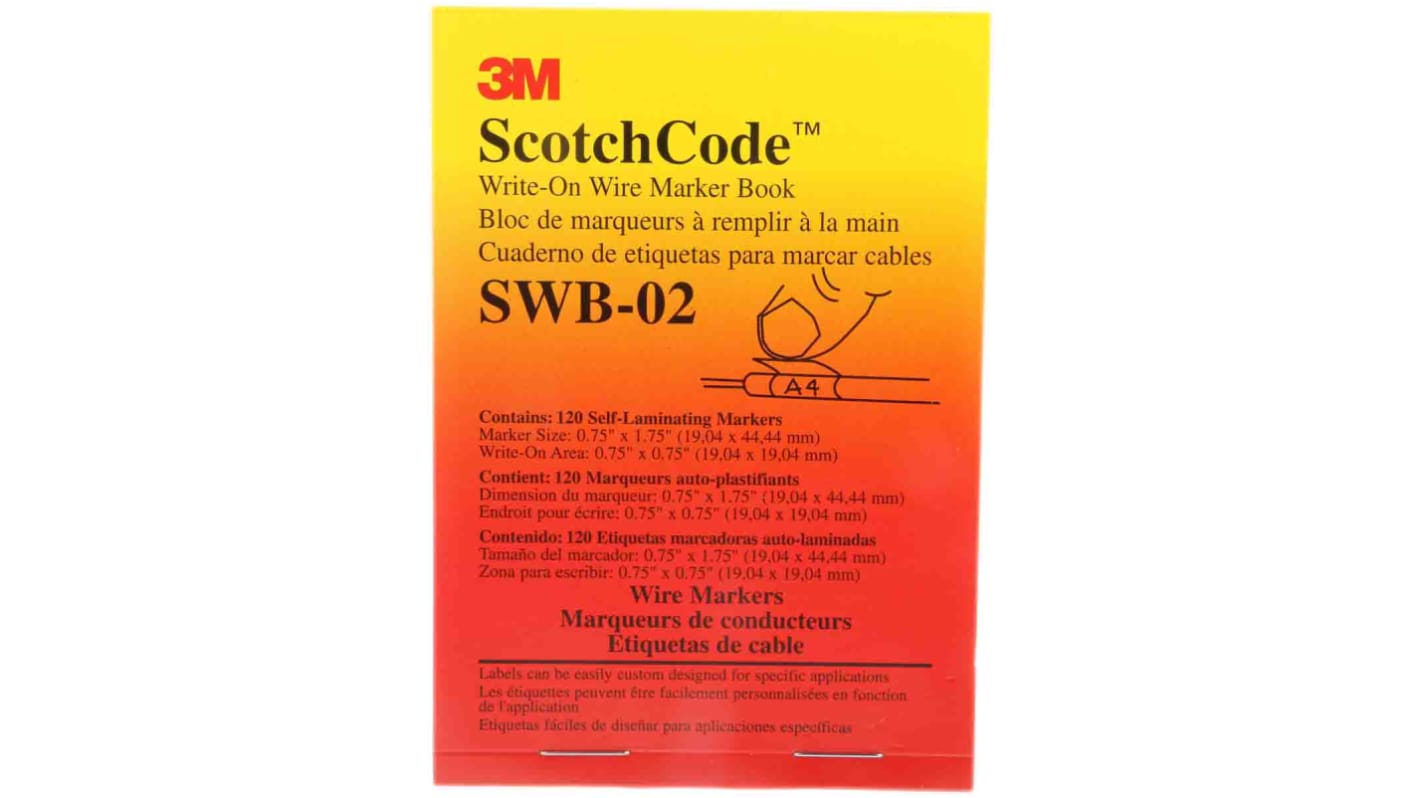 3M
ScotchCode™
Write-On Wire Marker Book
Bloc de marqueurs à remplir à la main
Cuaderno de etiquetas para marcar cables
SWB-02
A4
Contains: 120 Self-Laminating Markers
Marker Size: 0.75" x 1.75" (19,04 x 44,44 mm)
Write-On Area: 0.75" x 0.75" (19,04 x 19,04 mm)
Contient: 120 Marqueurs auto-plastifiants
Dimension du marqueur: 0.75" x 1.75" (19,04 x 44,44 mm)
Endroit pour écrire: 0.75" x 0.75" (19,04 x 19,04 mm)
Contenido: 120 Etiquetas marcadoras auto-laminadas
Tamaño del marcador: 0.75" x 1.75" (19,04 x 44,44 mm)
Zona para escribir: 0.75" x 0.75" (19,04 x 19,04 mm)
Wire Markers
Marqueurs de conducteurs
Etiquetas de cable
Labels can be easily custom designed for specific applications
Les étiquettes peuvent être facilement personnalisées en fonction
de l'application
Etiquetas fáciles de diseñar para aplicaciones específicas